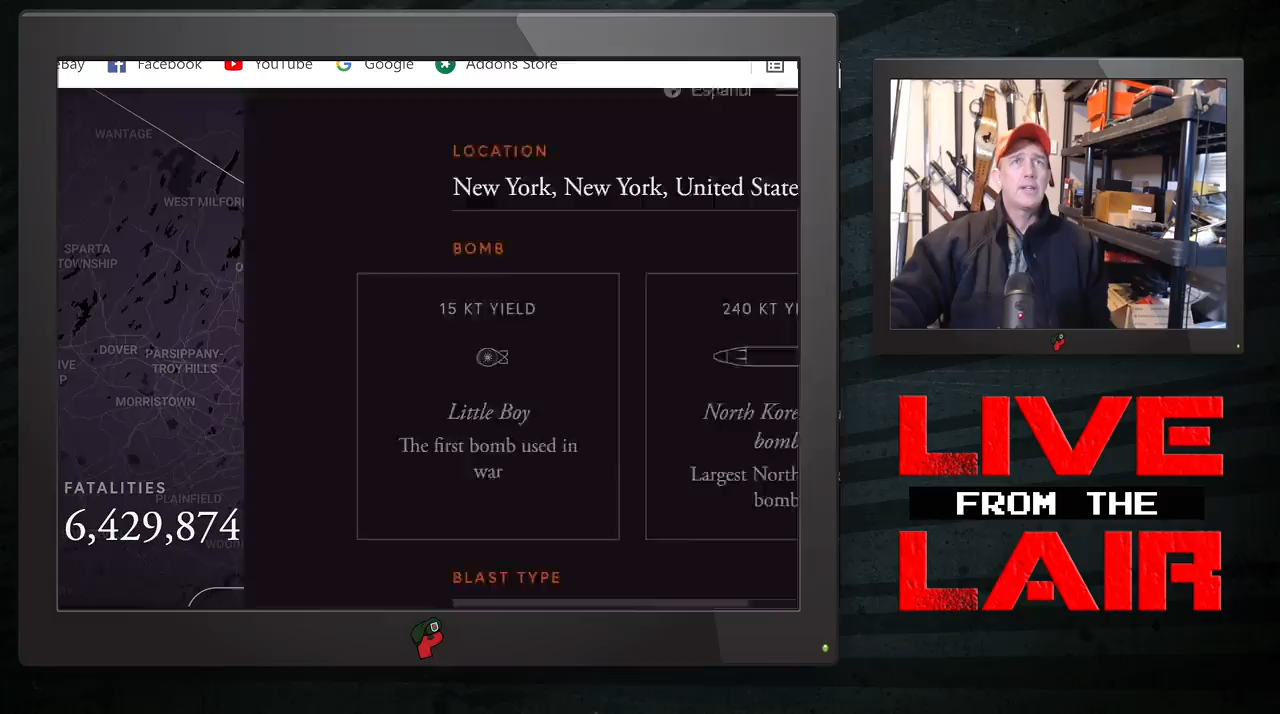 eBay Facebook YouTube Google Addons Store
Español
WANTAGE
WEST MILFOR
SPARTA
TOWNSHIP
DOVER
PARSIPPANY-
TROY HILLS
IVE
P
MORRISTOWN
FATALITIES
PLAINFIELD
6,429,874
LOCATION
New York, New York, United State
BOMB
15 KT YIELD
Little Boy
The first bomb used in
war
240 KT YI
North Kore
bomb
Largest North
bomb
BLAST TYPE
LIVE
FROM THE
LAIR